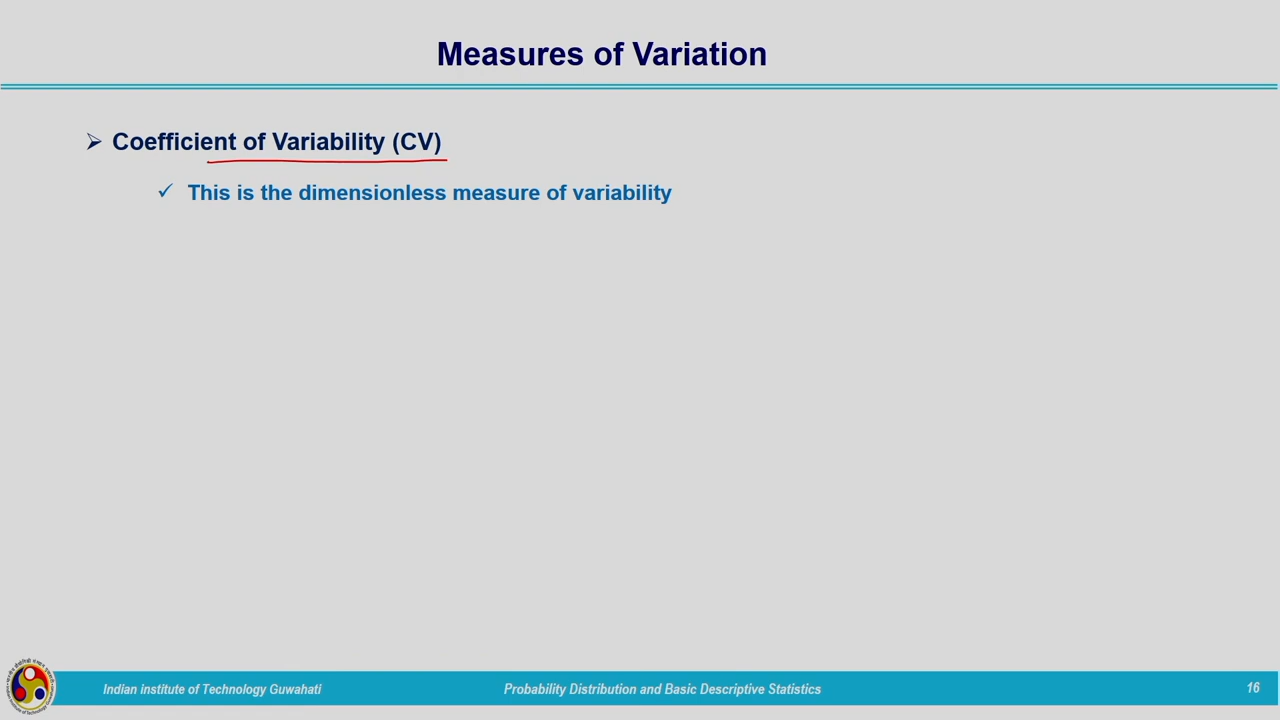 Measures of Variation
Coefficient of Variability (CV)
This is the dimensionless measure of variability
Indian institute of Technology Guwahati
Probability Distribution and Basic Descriptive Statistics
16